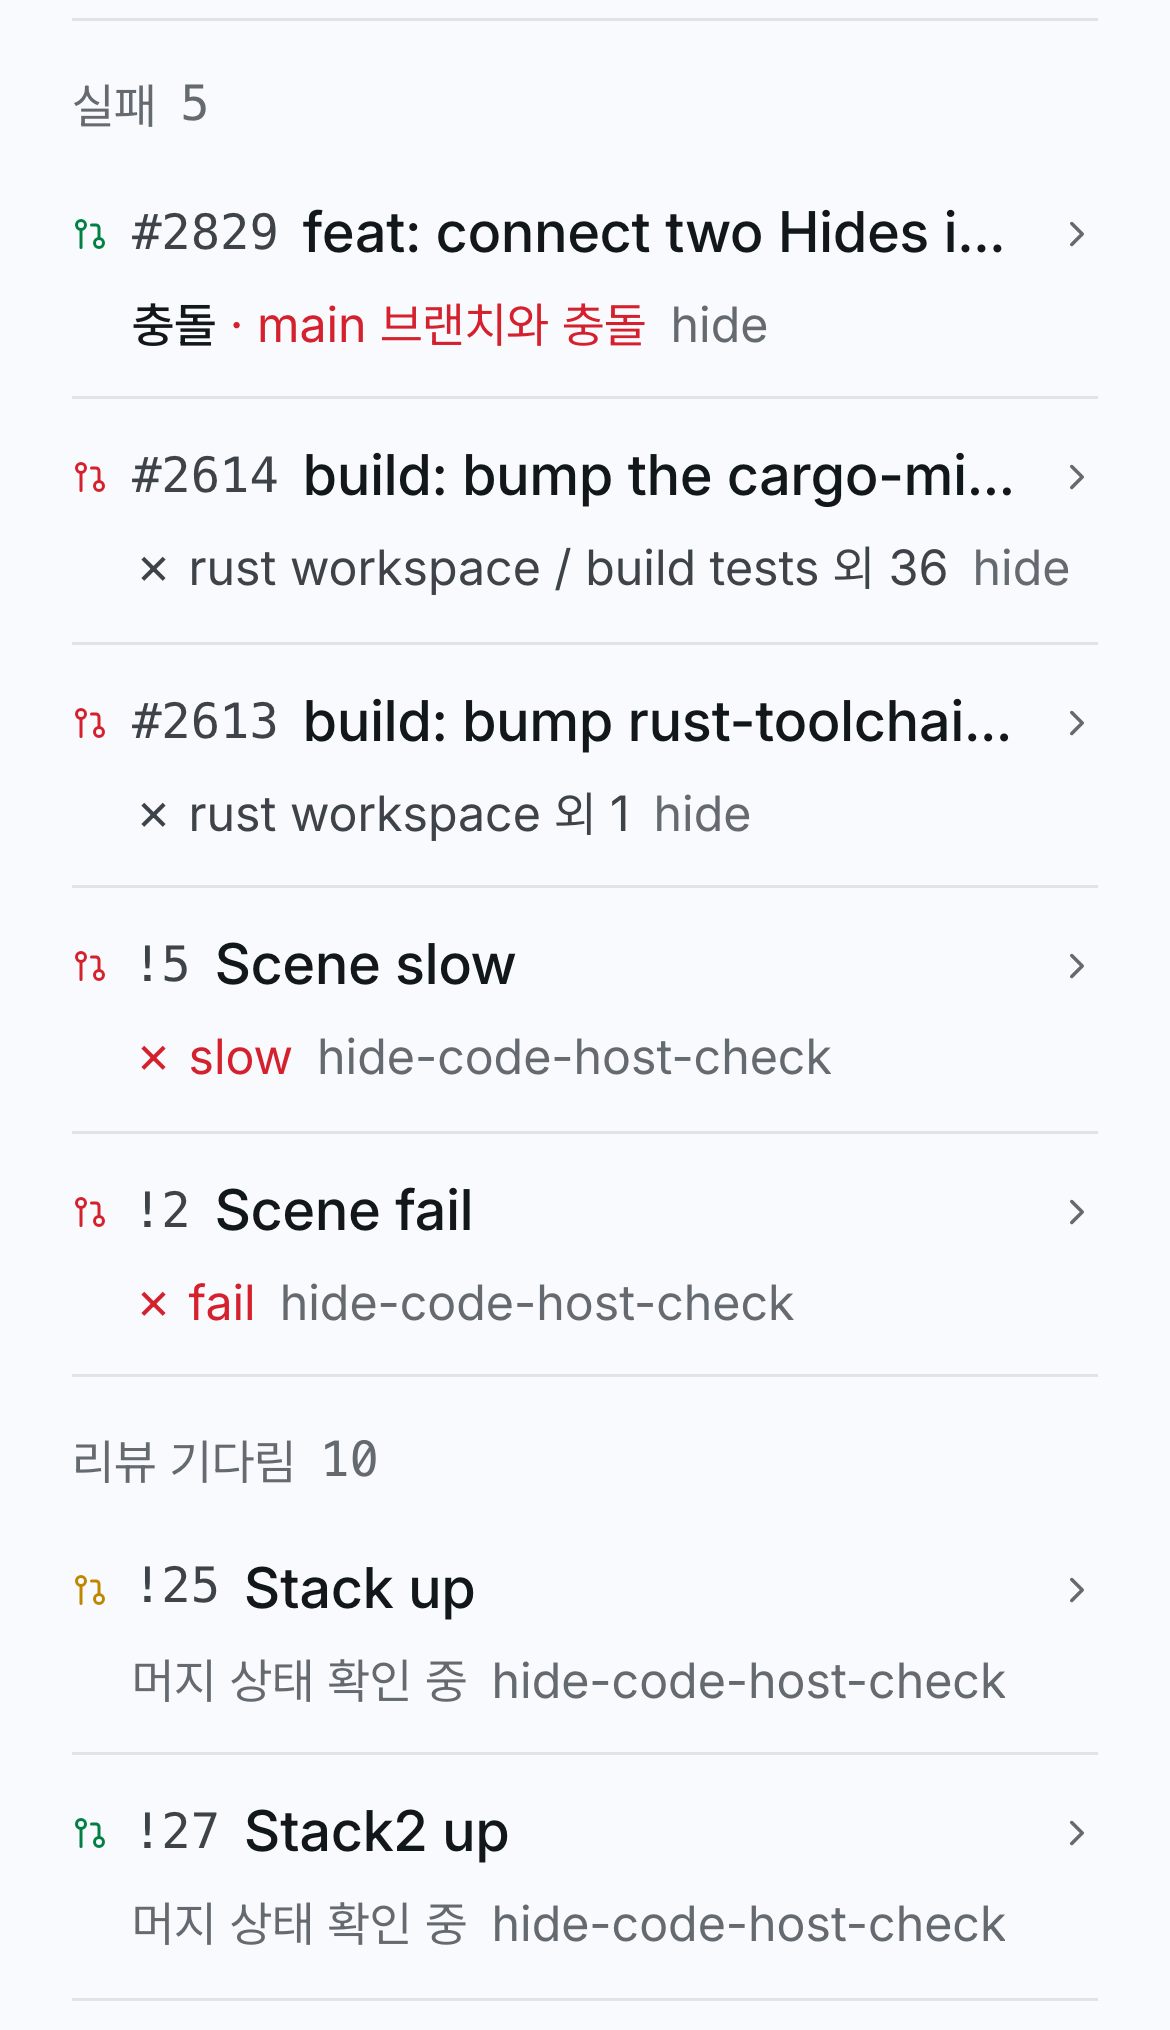 실패 5
#2829 feat: connect two Hides i...
충돌 · main 브랜치와 충돌 hide
#2614 build: bump the cargo-mi...
× rust workspace / build tests 외 36 hide
#2613 build: bump rust-toolchai...
× rust workspace 외 1 hide
!5 Scene slow
× slow hide-code-host-check
!2 Scene fail
× fail hide-code-host-check
리뷰 기다림 10
!25 Stack up
머지 상태 확인 중 hide-code-host-check
!27 Stack2 up
머지 상태 확인 중 hide-code-host-check